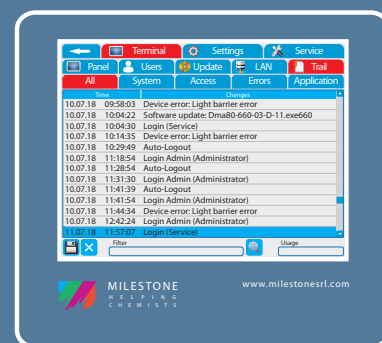 Terminal Settings Service
Panel Users Update LAN Trail
All System Access Errors Application
Time Changes
10.07.18 09:58:03 Device error: Light barrier error
10.07.18 10:04:22 Software update: Dma80-660-03-D-11.exe660
10.07.18 10:04:30 Login (Service)
10.07.18 10:14:35 Device error: Light barrier error
10.07.18 10:29:49 Auto-Logout
10.07.18 11:18:54 Login Admin (Administrator)
10.07.18 11:28:54 Auto-Logout
10.07.18 11:31:30 Login Admin (Administrator)
10.07.18 11:41:39 Auto-Logout
10.07.18 11:41:54 Login Admin (Administrator)
10.07.18 11:44:34 Device error: Light barrier error
10.07.18 12:42:24 Login Admin (Administrator)
11.07.18 11:57:07 Login (Service)
Filter Usage
MILESTONE www.milestonesrl.com
HELPING
CHEMISTS